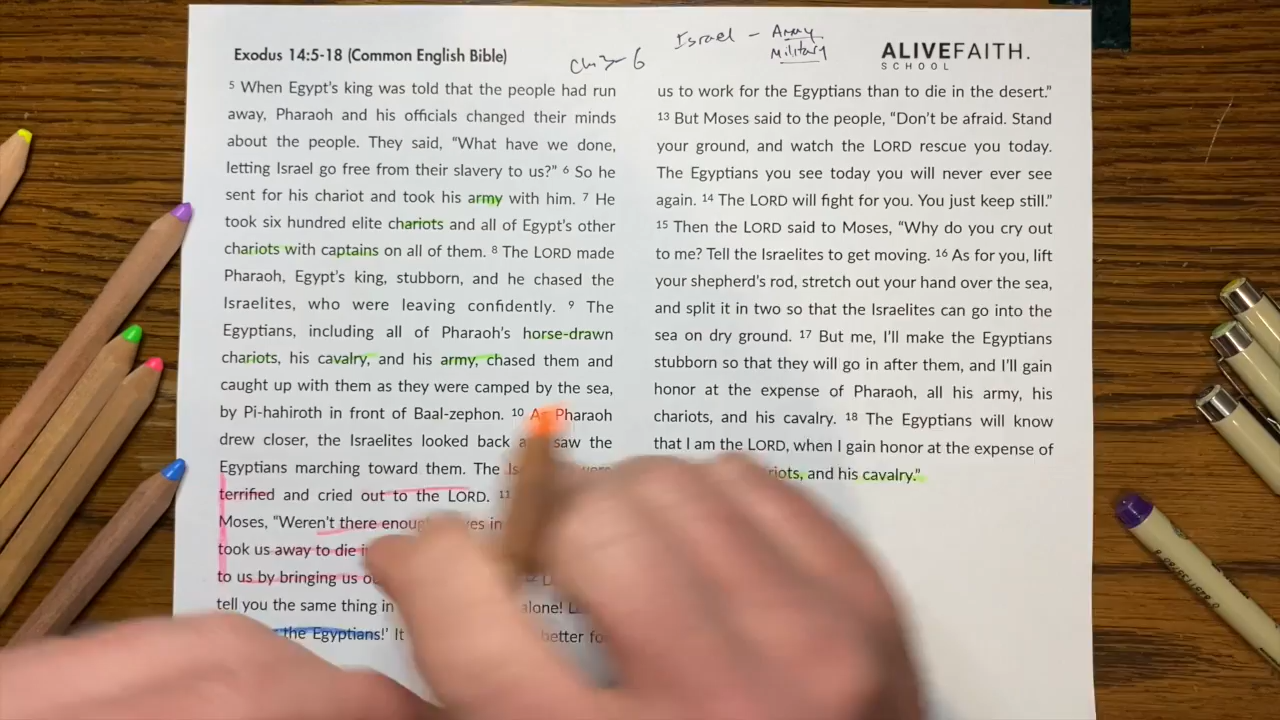 Exodus 14:5-18 (Common English Bible)
Ch 3-6
Israel - Army
Military
ALIVEFAITH.
SCHOOL
5 When Egypt's king was told that the people had run
away, Pharaoh and his officials changed their minds
about the people. They said, “What have we done,
letting Israel go free from their slavery to us?” 6 So he
sent for his chariot and took his army with him. 7 He
took six hundred elite chariots and all of Egypt's other
chariots with captains on all of them. 8 The LORD made
Pharaoh, Egypt's king, stubborn, and he chased the
Israelites, who were leaving confidently. 9 The
Egyptians, including all of Pharaoh's horse-drawn
chariots, his cavalry, and his army, chased them and
caught up with them as they were camped by the sea,
by Pi-hahiroth in front of Baal-zephon. 10 As Pharaoh
drew closer, the Israelites looked back saw the
Egyptians marching toward them. The
terrified and cried out to the LORD. 11
Moses, “Weren't there enough in
took us away to die
to us by bringing us 12
tell you the same thing in alone!
the Egyptians!’ It better for
us to work for the Egyptians than to die in the desert.”
13 But Moses said to the people, “Don't be afraid. Stand
your ground, and watch the LORD rescue you today.
The Egyptians you see today you will never ever see
again. 14 The LORD will fight for you. You just keep still.”
15 Then the LORD said to Moses, “Why do you cry out
to me? Tell the Israelites to get moving. 16 As for you, lift
your shepherd's rod, stretch out your hand over the sea,
and split it in two so that the Israelites can go into the
sea on dry ground. 17 But me, I'll make the Egyptians
stubborn so that they will go in after them, and I'll gain
honor at the expense of Pharaoh, all his army, his
chariots, and his cavalry. 18 The Egyptians will know
that I am the LORD, when I gain honor at the expense of
and his cavalry.”